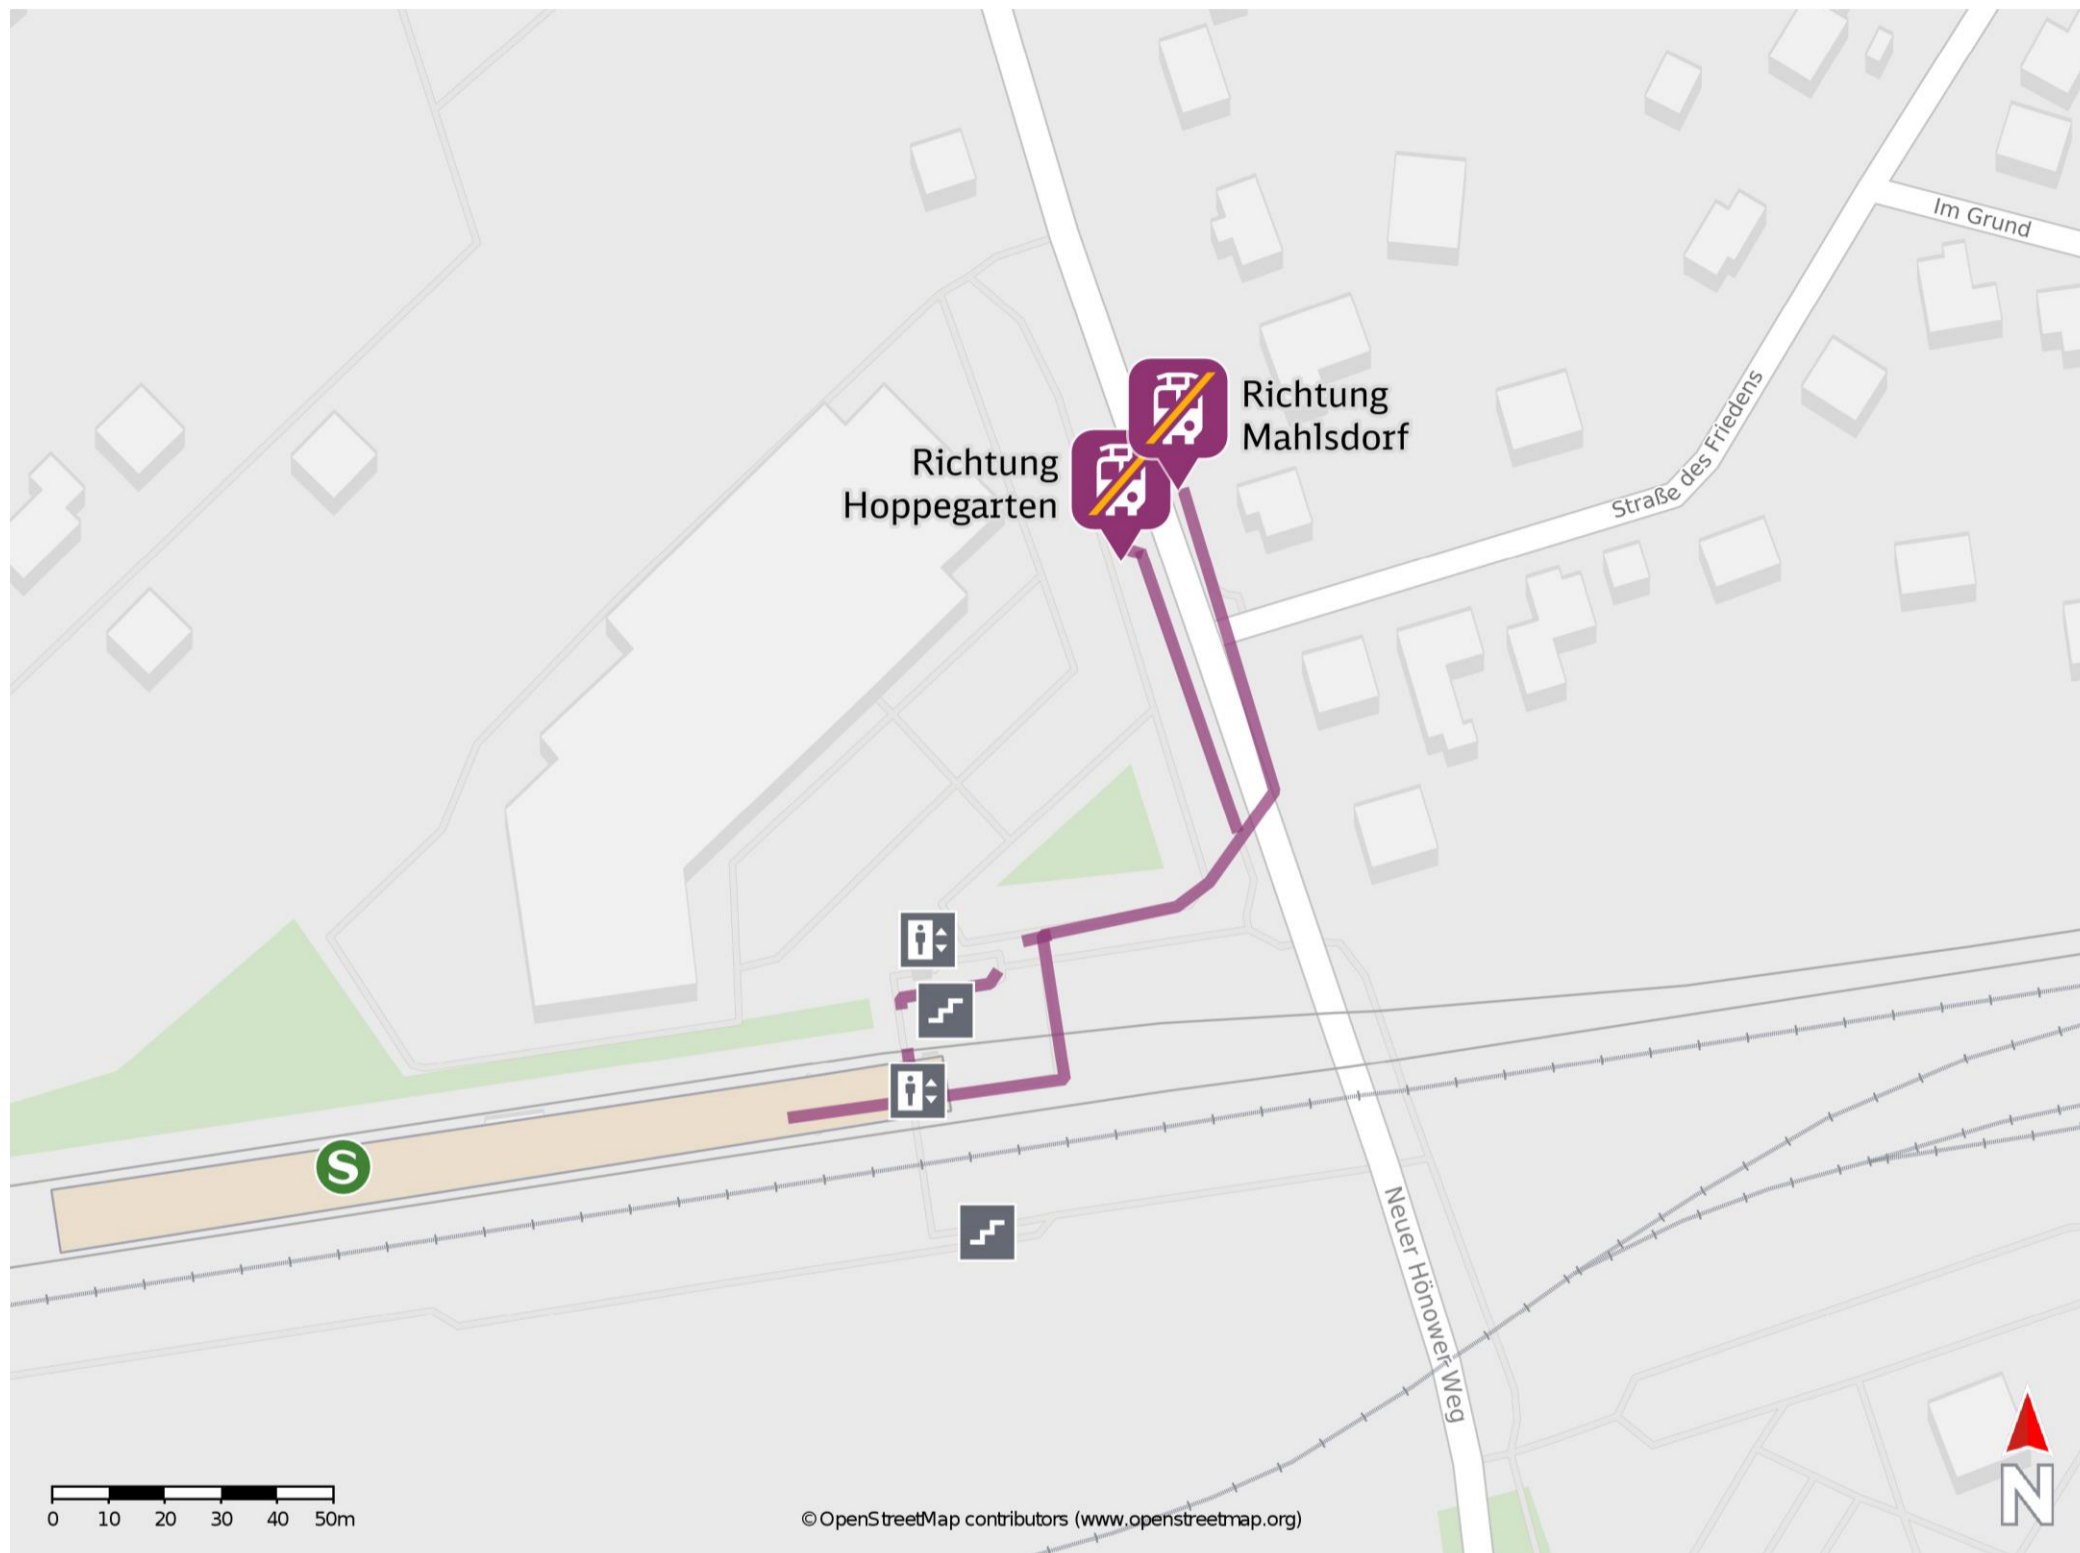 Im Grund
Richtung
Mahlsdorf
Richtung
Hoppegarten
Straße des Friedens
S
Neuer Hönower Weg
N
0 10 20 30 40 50m
©OpenStreetMap contributors (www.openstreetmap.org)